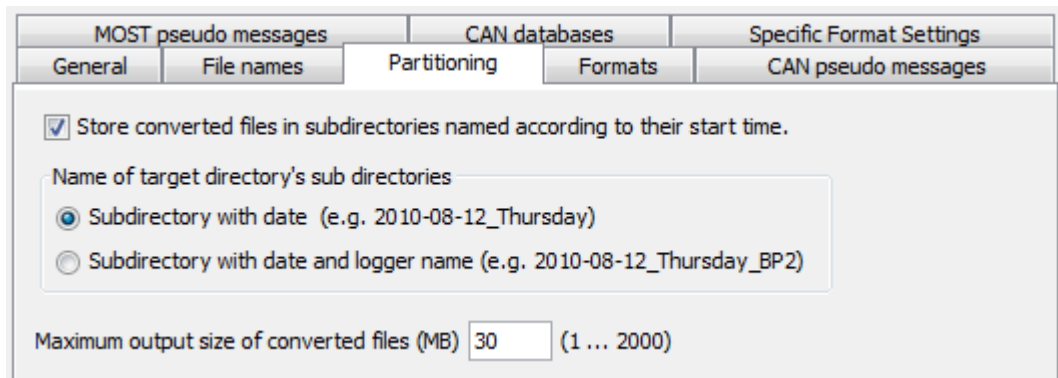 MOST pseudo messages CAN databases Specific Format Settings
General File names Partitioning Formats CAN pseudo messages
Store converted files in subdirectories named according to their start time.
Name of target directory's sub directories
Subdirectory with date (e.g. 2010-08-12_Thursday)
Subdirectory with date and logger name (e.g. 2010-08-12_Thursday_BP2)
Maximum output size of converted files (MB) 30 (1 ... 2000)